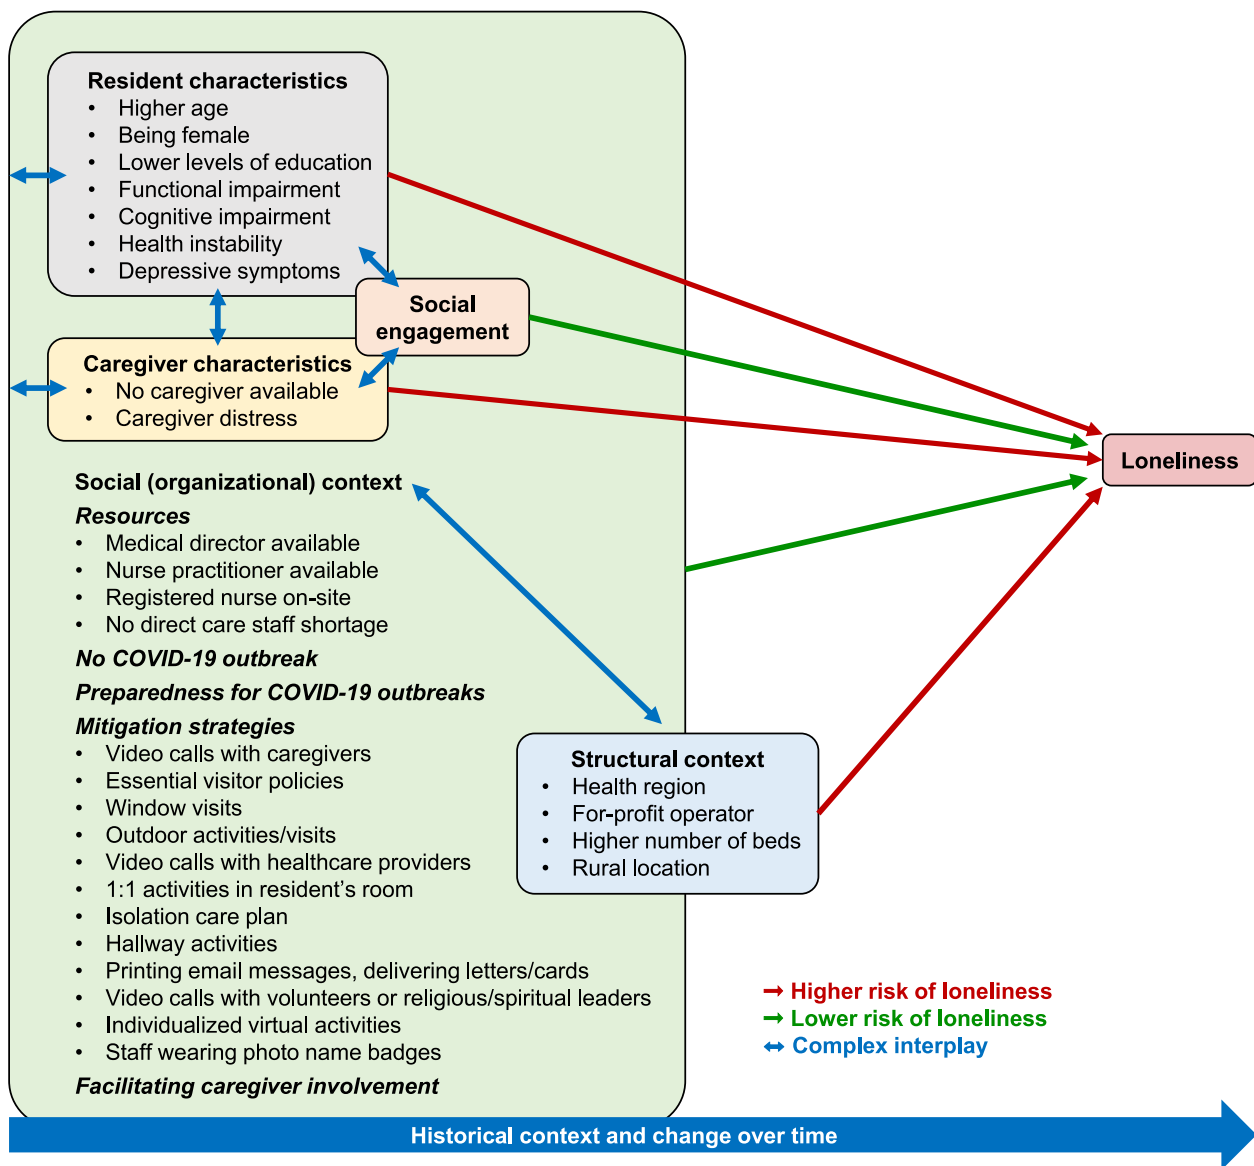 Resident characteristics
• Higher age
• Being female
• Lower levels of education
• Functional impairment
• Cognitive impairment
• Health instability
• Depressive symptoms
Social
engagement
Caregiver characteristics
• No caregiver available
• Caregiver distress
Loneliness
Social (organizational) context
Resources
• Medical director available
• Nurse practitioner available
• Registered nurse on-site
• No direct care staff shortage
No COVID-19 outbreak
Preparedness for COVID-19 outbreaks
Mitigation strategies
• Video calls with caregivers
• Essential visitor policies
• Window visits
• Outdoor activities/visits
• Video calls with healthcare providers
• 1:1 activities in resident's room
• Isolation care plan
• Hallway activities
• Printing email messages, delivering letters/cards
• Video calls with volunteers or religious/spiritual leaders
• Individualized virtual activities
• Staff wearing photo name badges
Facilitating caregiver involvement
Structural context
• Health region
• For-profit operator
• Higher number of beds
• Rural location
Higher risk of loneliness
Lower risk of loneliness
Complex interplay
Historical context and change over time